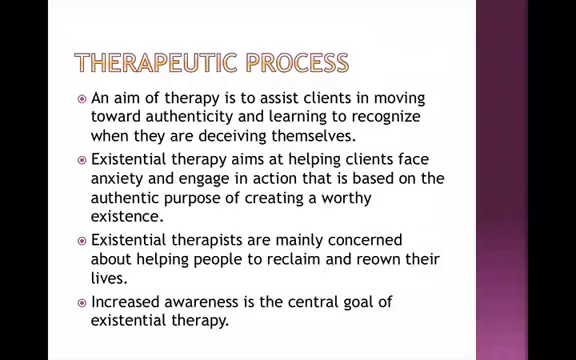 THERAPEUTIC PROCESS
An aim of therapy is to assist clients in moving
toward authenticity and learning to recognize
when they are deceiving themselves.
Existential therapy aims at helping clients face
anxiety and engage in action that is based on the
authentic purpose of creating a worthy
existence.
Existential therapists are mainly concerned
about helping people to reclaim and reown their
lives.
Increased awareness is the central goal of
existential therapy.